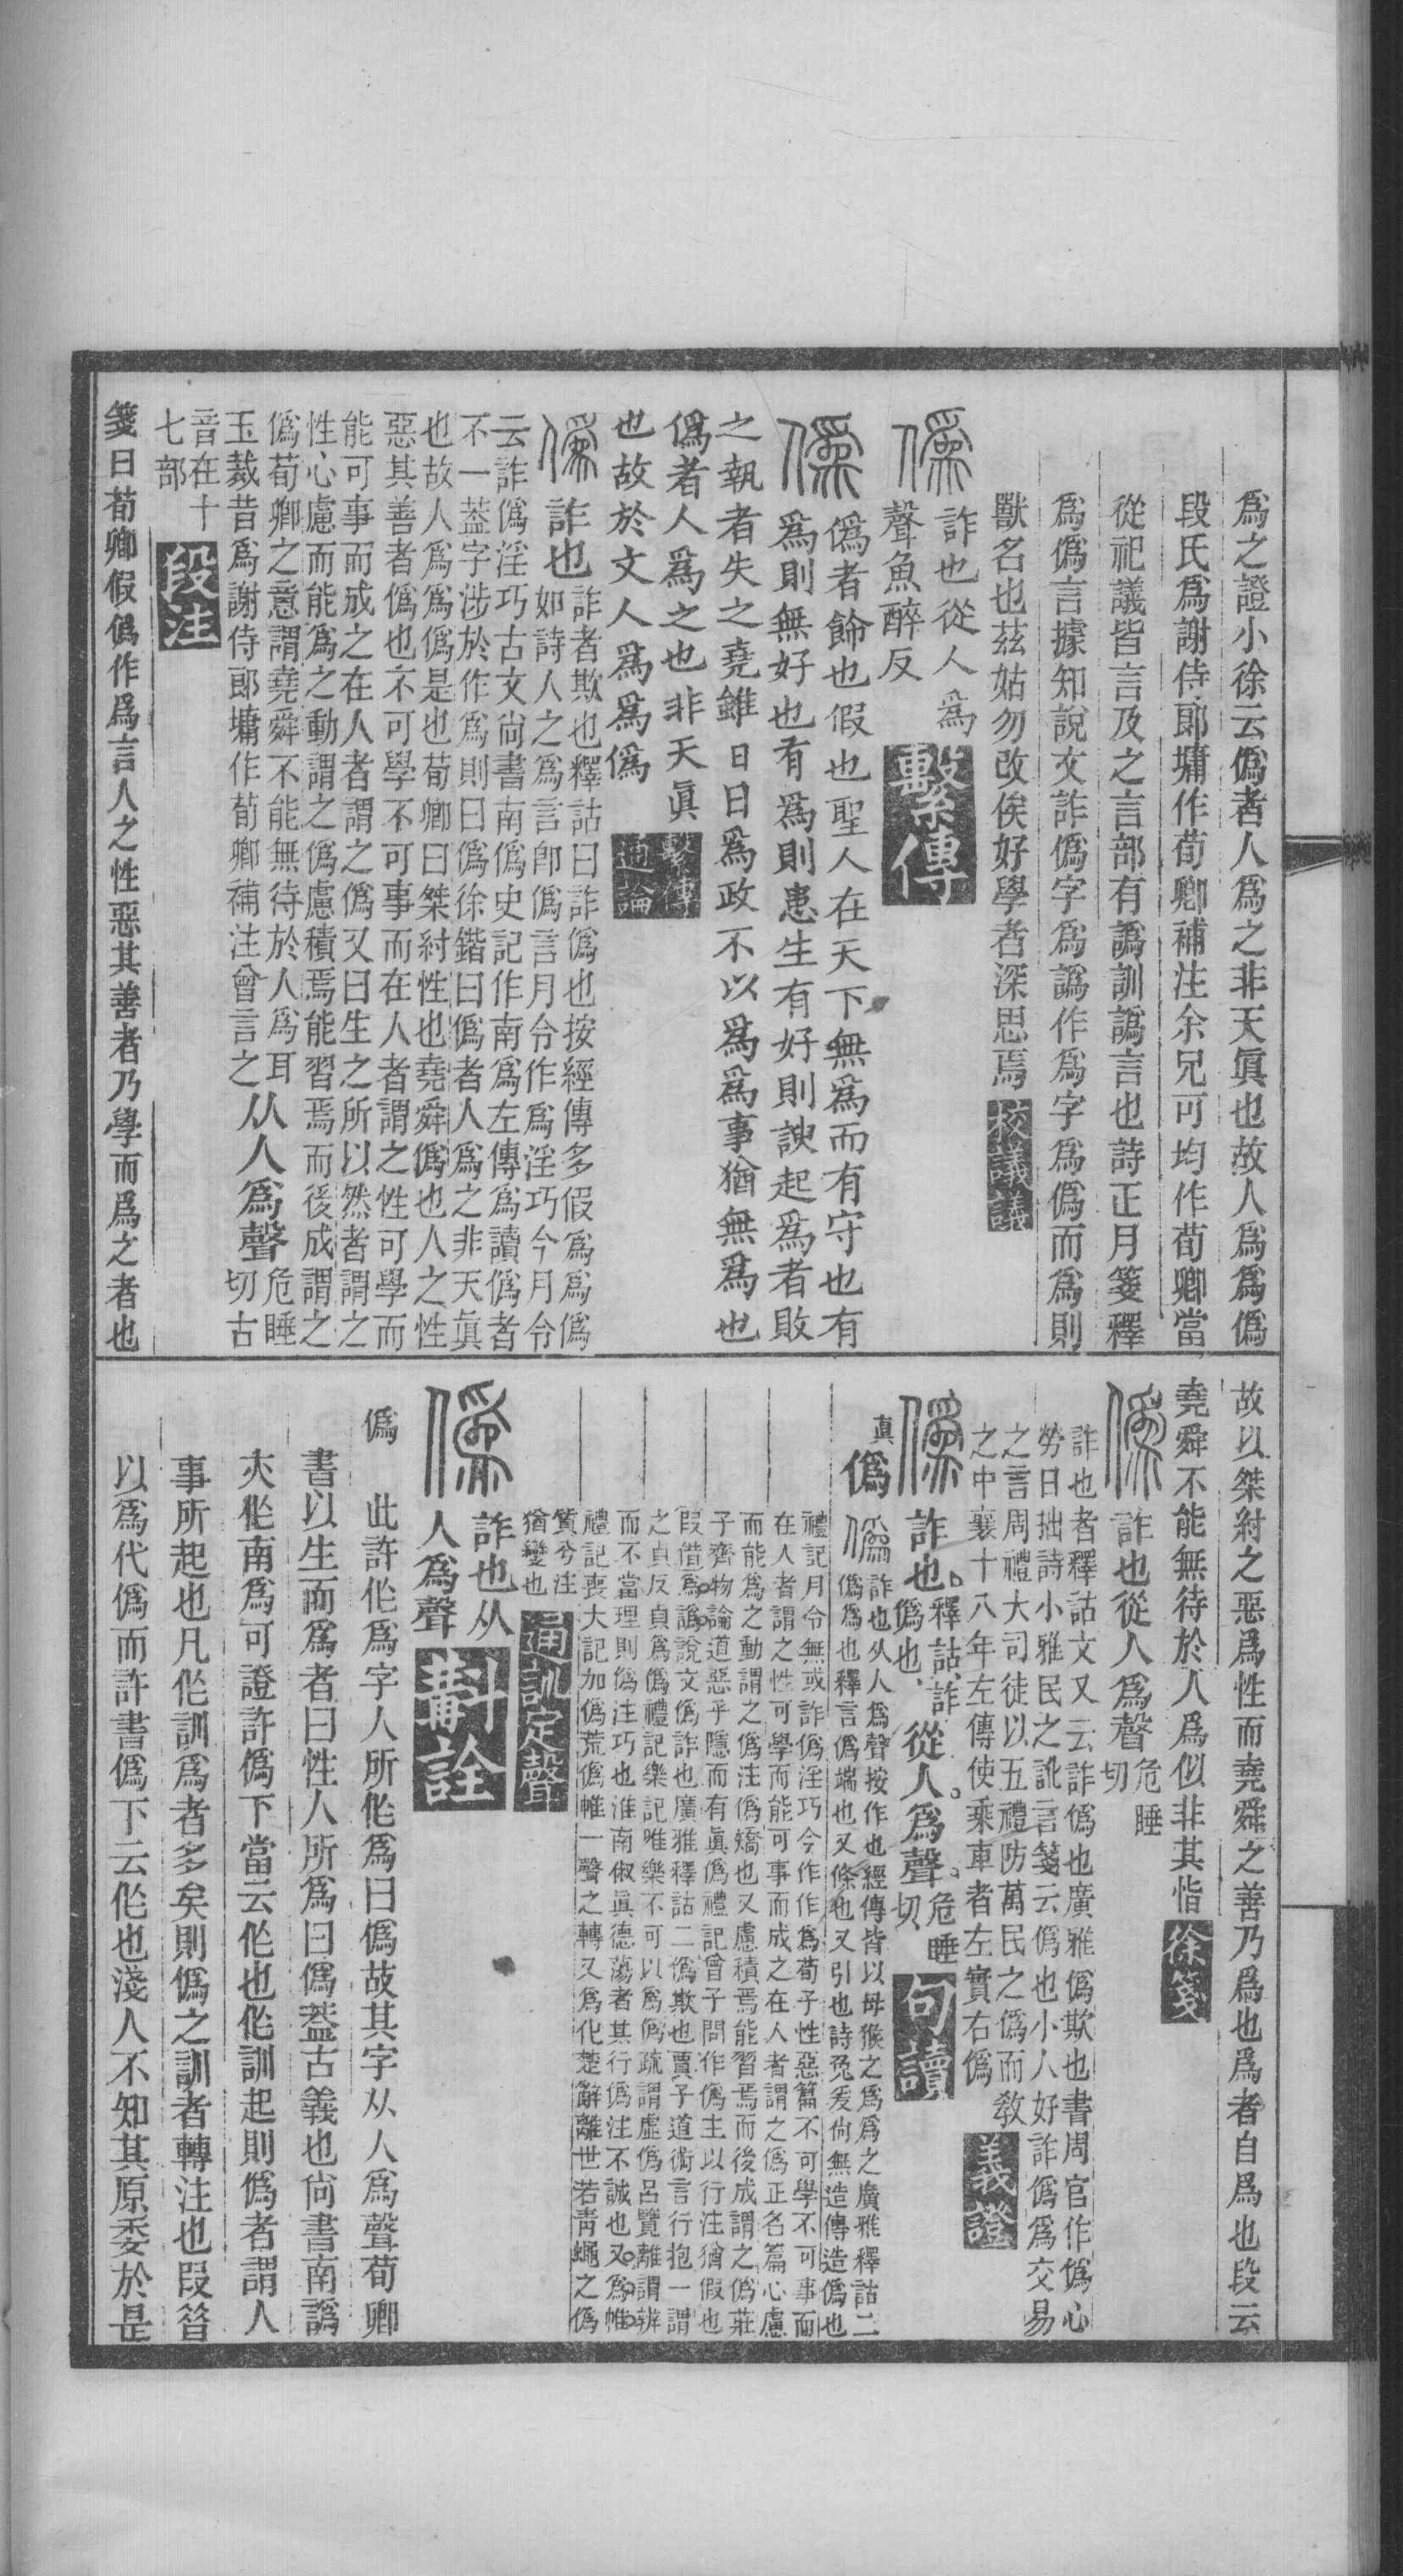 爲之證小徐云僞者人爲之非天眞也故人爲爲僞
段氏爲謝侍郎墉作荀卿補注余兄可均作荀卿當
從祀議皆言及之言部有譌訓譌言也詩正月箋釋
爲僞言據知說文詐僞字爲譌作爲字爲僞而爲則
獸名也茲姑勿改俟好學者深思焉 校議議
僞 詐也從人爲
聲魚醉反 繫傳
僞者飾也假也聖人在天下無爲而有守也有
僞 爲則無好也有爲則患生有好則諛起爲者敗
之執者失之堯雖日日爲政不以爲爲事猶無爲也
僞者人爲之也非天眞
也故於文人爲爲僞 繫傳通論
僞 詐也
詐者欺也釋詁曰詐僞也按經傳多假爲爲僞
如詩人之爲言卽僞言月令作爲淫巧今月令
云詐僞淫巧古文尙書南僞史記作南爲左傳爲讀僞者
不一葢字涉於作爲則曰僞徐鍇曰僞者人爲之非天眞
也故人爲爲僞是也荀卿曰桀紂性也堯舜僞也人之性
惡其善者僞也不可學不可事而在人者謂之性可學而
能可事而成之在人者謂之僞又曰生之所以然者謂之
性心慮而能爲之動謂之僞慮積焉能習焉而後成謂之
僞荀卿之意謂堯舜不能無待於人爲耳
玉裁昔爲謝侍郎墉作荀卿補注曾言之
从人爲聲
危睡
切古
音在十
七部
段注
箋曰荀卿假僞作爲言人之性惡其善者乃學而爲之者也
故以桀紂之惡爲性而堯舜之善乃爲也爲者自爲也段云
堯舜不能無待於人爲似非其恉 徐箋
僞 詐也從人爲聲 危睡切
詐也者釋詁文又云詐僞也廣雅僞欺也書周官作僞心
勞日拙詩小雅民之訛言箋云僞也小人好詐僞爲交易
之言周禮大司徒以五禮防萬民之僞而敎
之中襄十八年左傳使乘車者左實右僞 義證
僞 詐也
釋詁詐
僞也
從人爲聲
危睡
切
句讀
眞
僞
僞
詐也从人爲聲按作也經傳皆以母猴之爲爲之廣雅釋詁二
僞爲也釋言僞端也又條也又引也詩兔爰尙無造傳造僞也
禮記月令無或詐僞淫巧今作作爲荀子性惡篇不可學不可事而
在人者謂之性可學而能可事而成之在人者謂之僞正名篇心慮
而能爲之動謂之僞注僞矯也又慮積焉能習焉而後成謂之僞莊
子齊物論道惡乎隱而有眞僞禮記曾子問作僞主以行注猶假也
叚借爲譌說文僞詐也廣雅釋詁二僞欺也賈子道術言行抱一謂
之貞反貞爲僞禮記樂記唯樂不可以爲僞疏謂虛僞呂覽離謂辨
而不當理則僞注巧也淮南俶眞德蕩者其行僞注不誠也又爲帷
禮記喪大記加僞荒僞帷一聲之轉又爲化楚辭離世若靑蠅之僞
質兮注
猶變也
通訓定聲
僞 詐也从
人爲聲 斠詮
僞 此許㑅爲字人所㑅爲曰僞故其字从人爲聲荀卿
書以生而爲者曰性人所爲曰僞葢古義也尙書南譌
夾㑅南爲可證許僞下當云㑅也㑅訓起則僞者謂人
事所起也凡㑅訓爲者多矣則僞之訓者轉注也叚㫺
以爲代僞而許書僞下云㑅也淺人不知其原委於是